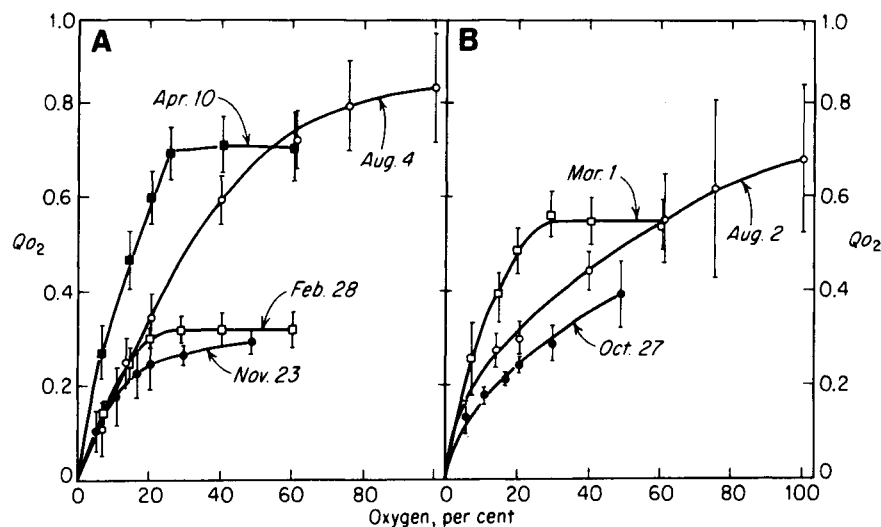 A
B
1.0
0.8
0.6
0.4
0.2
0
Qo2
Apr. 10
Aug. 4
Feb. 28
Nov. 23
Mar. 1
Aug. 2
Oct. 27
1.0
0.8
0.6
Qo2
0.4
0.2
0
0 20 40 60 80 0 20 40 60 80 100
Oxygen, per cent